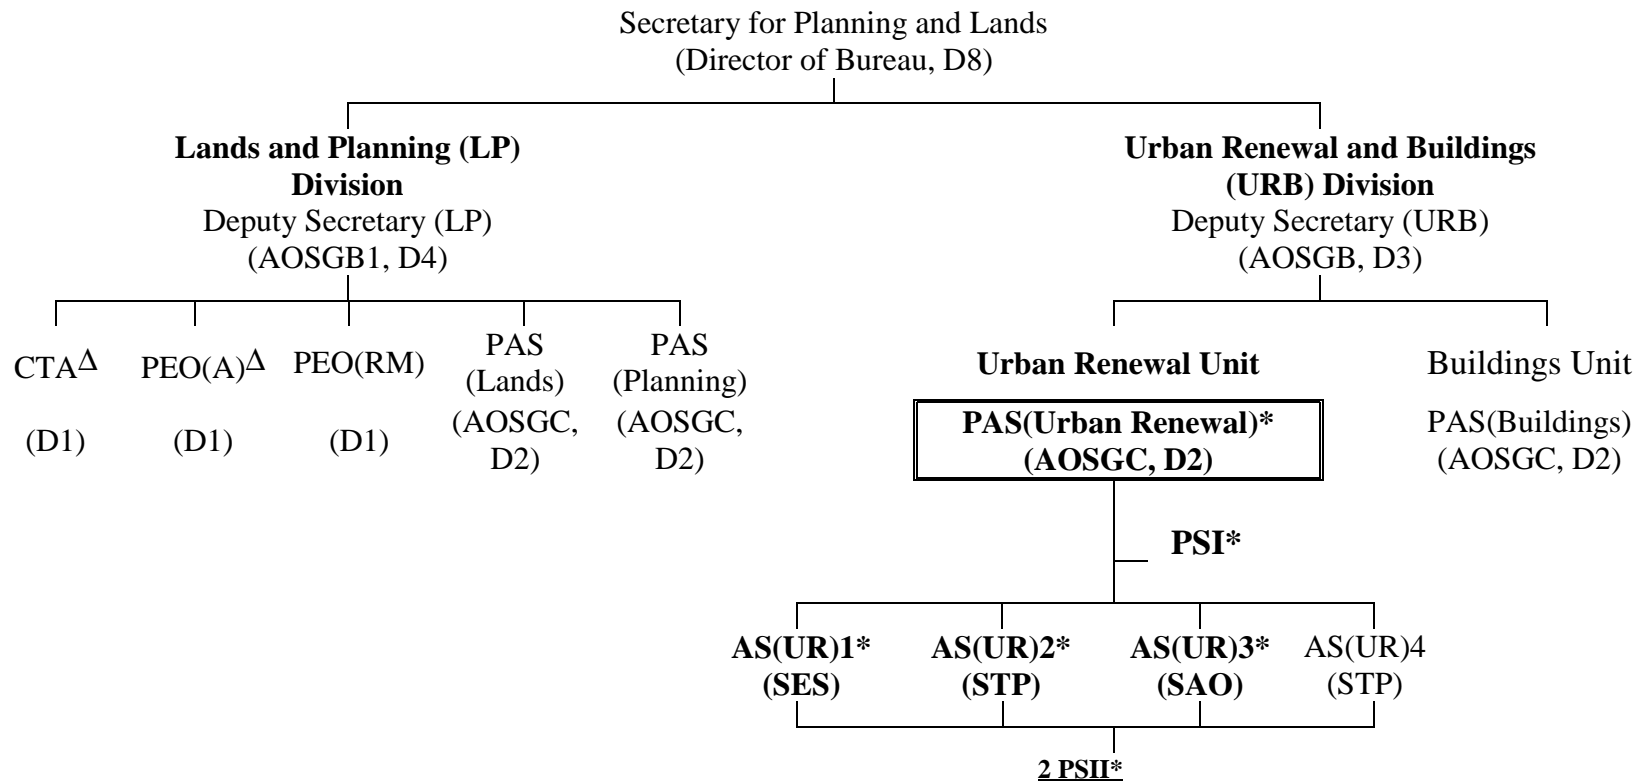 Secretary for Planning and Lands
(Director of Bureau, D8)
Lands and Planning (LP)
Division
Deputy Secretary (LP)
(AOSGB1, D4)
Urban Renewal and Buildings
(URB) Division
Deputy Secretary (URB)
(AOSGB, D3)
CTAΔ
(D1)
PEO(A)Δ
(D1)
PEO(RM)
(D1)
PAS
(Lands)
(AOSGC,
D2)
PAS
(Planning)
(AOSGC,
D2)
Urban Renewal Unit
PAS(Urban Renewal)*
(AOSGC, D2)
Buildings Unit
PAS(Buildings)
(AOSGC, D2)
PSI*
AS(UR)1*
(SES)
AS(UR)2*
(STP)
AS(UR)3*
(SAO)
AS(UR)4
(STP)
2 PSII*